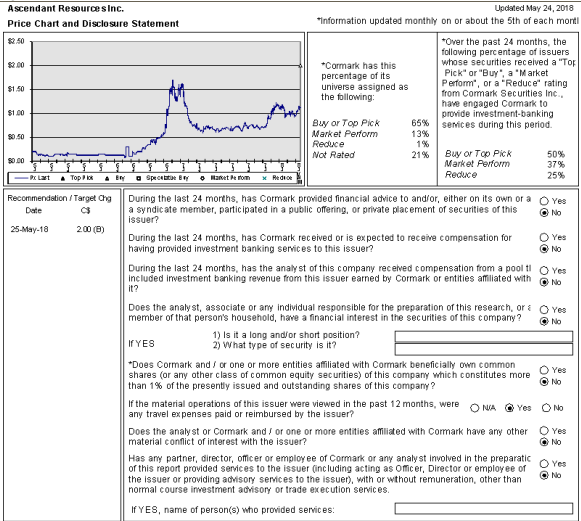 Ascendant Resources Inc.
Updated May 24, 2018
Price Chart and Disclosure Statement
*Information updated monthly on or about the 5th of each montl
$2.50
$2.00
$1.50
$1.00
$0.50
$0.00
Px Last Top Pick Buy Speculative Buy Market Perform Reduce
*Cormark has this
percentage of its
universe assigned as
the following:
Buy or Top Pick 65%
Market Perform 13%
Reduce 1%
Not Rated 21%
*Over the past 24 months, the
following percentage of issuers
whose securities received a "Top
Pick" or "Buy", a "Market
Perform", or a "Reduce" rating
from Cormark Securities Inc.,
have engaged Cormark to
provide investment-banking
services during this period.
Buy or Top Pick 50%
Market Perform 37%
Reduce 25%
Recommendation / Target Chg
Date C$
25-May-18 2.00 (B)
During the last 24 months, has Cormark provided financial advice to and/or, either on its own or a
a syndicate member, participated in a public offering, or private placement of securities of this
issuer?
Yes
No
During the last 24 months, has Cormark received or is expected to receive compensation for
having provided investment banking services to this issuer?
Yes
No
During the last 24 months, has the analyst of this company received compensation from a pool tl
included investment banking revenue from this issuer earned by Cormark or entities affiliated with
it?
Yes
No
Does the analyst, associate or any individual responsible for the preparation of this research, or a
member of that person's household, have a financial interest in the securities of this company?
Yes
No
If YES
1) Is it a long and/or short position?
2) What type of security is it?
*Does Cormark and / or one or more entities affiliated with Cormark beneficially own common
shares (or any other class of common equity securities) of this company which constitutes more
than 1% of the presently issued and outstanding shares of this company?
Yes
No
If the material operations of this issuer were viewed in the past 12 months, were
any travel expenses paid or reimbursed by the issuer?
N/A Yes No
Does the analyst or Cormark and / or one or more entities affiliated with Cormark have any other
material conflict of interest with the issuer?
Yes
No
Has any partner, director, officer or employee of Cormark or any analyst involved in the preparatic
of this report provided services to the issuer (including acting as Officer, Director or employee of
the issuer or providing advisory services to the issuer), with or without remuneration, other than
normal course investment advisory or trade execution services.
Yes
No
If YES, name of person(s) who provided services: